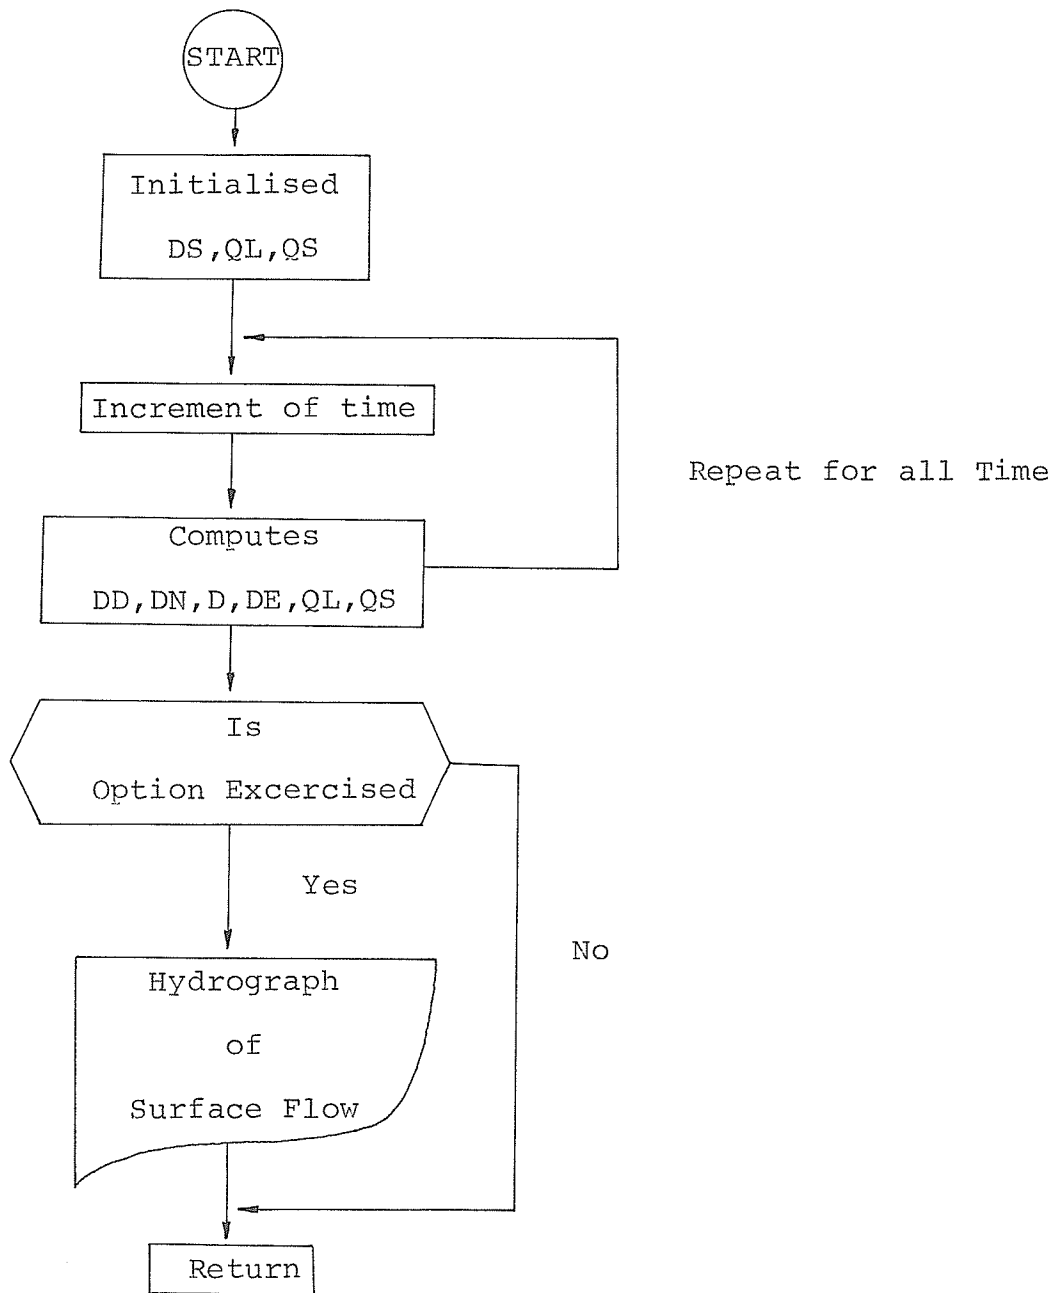 START
Initialised
DS,QL,QS
Increment of time
Repeat for all Time
Computes
DD,DN,D,DE,QL,QS
Is
Option Excercised
Yes
No
Hydrograph
of
Surface Flow
Return